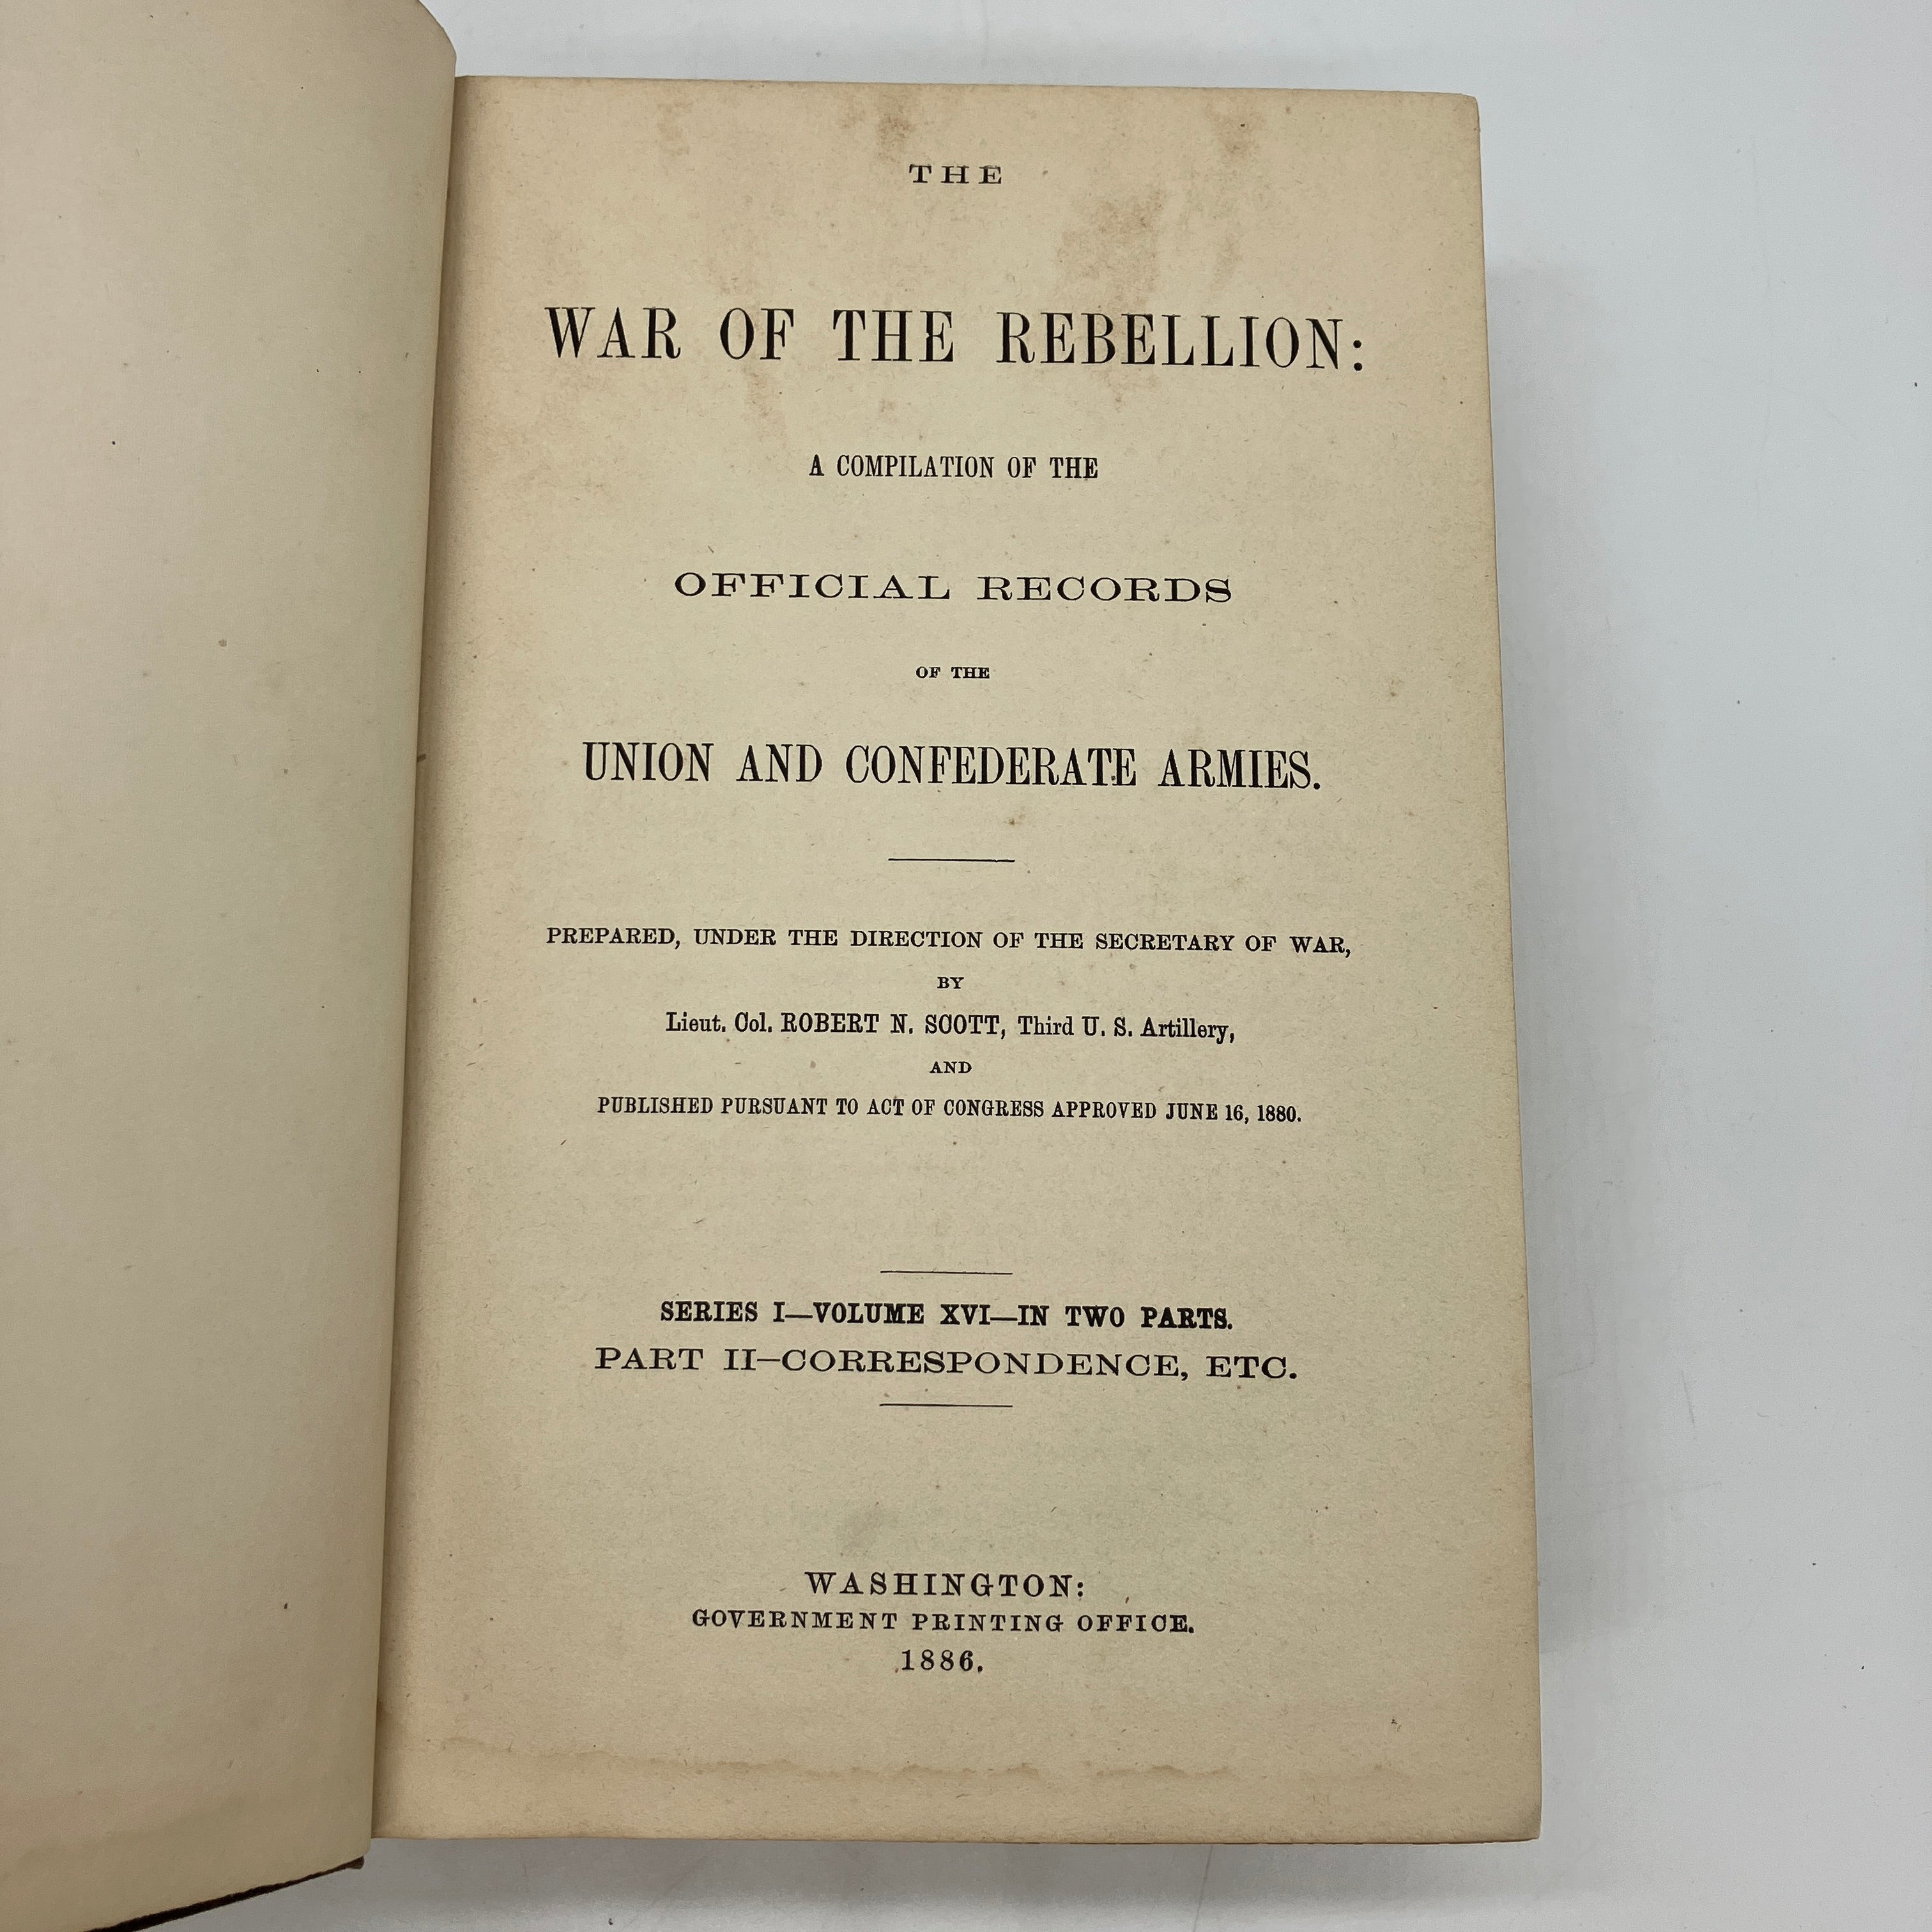 THE
WAR OF THE REBELLION:
A COMPILATION OF THE
OFFICIAL RECORDS
OF THE
UNION AND CONFEDERATE ARMIES.
PREPARED, UNDER THE DIRECTION OF THE SECRETARY OF WAR,
BY
Lieut. Col. ROBERT N. SCOTT, Third U. S. Artillery,
AND
PUBLISHED PURSUANT TO ACT OF CONGRESS APPROVED JUNE 16, 1880.
SERIES I—VOLUME XVI—IN TWO PARTS.
PART II—CORRESPONDENCE, ETC.
WASHINGTON:
GOVERNMENT PRINTING OFFICE.
1886.